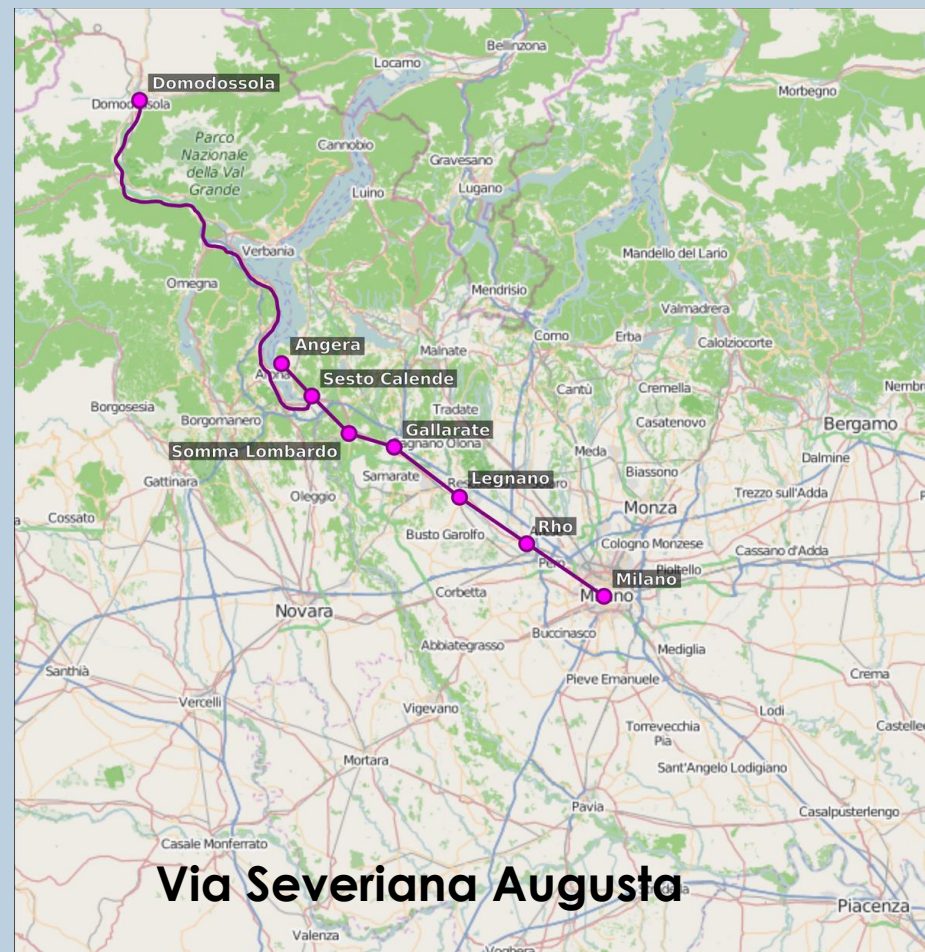 Bellinzona
Locarno
Domodossola
Morbegno
Parco
Nazionale
della Val
Grande
Cannobio
Gravesano
Luino
Lugano
Verbania
Mandello del Lario
Omegna
Mendrisio
Valmadrera
Como
Erba
Calolziocorte
Angera
Malnate
Sesto Calende
Cantù
Cremella
Borgosesia
Tradate
Casatenovo
Borgomanero
Gallarate
Bergamo
Somma Lombardo
Meda
Dalmine
Gattinara
Samarate
Legnano
Biassono
Oleggio
Trezzo sull'Adda
Cossato
Monza
Busto Garolfo
Rho
Cologno Monzese
Cassano d'Adda
Pero
Pioltello
Milano
Corbetta
Novara
Buccinasco
Abbiategrasso
Mediglia
Santhià
Pieve Emanuele
Crema
Vercelli
Vigevano
Lodi
Torrevecchia
Pia
Mortara
Sant'Angelo Lodigiano
Pavia
Casalpusterlengo
Casale Monferrato
Via Severiana Augusta
Stradella
Piacenza
Valenza
Voghera